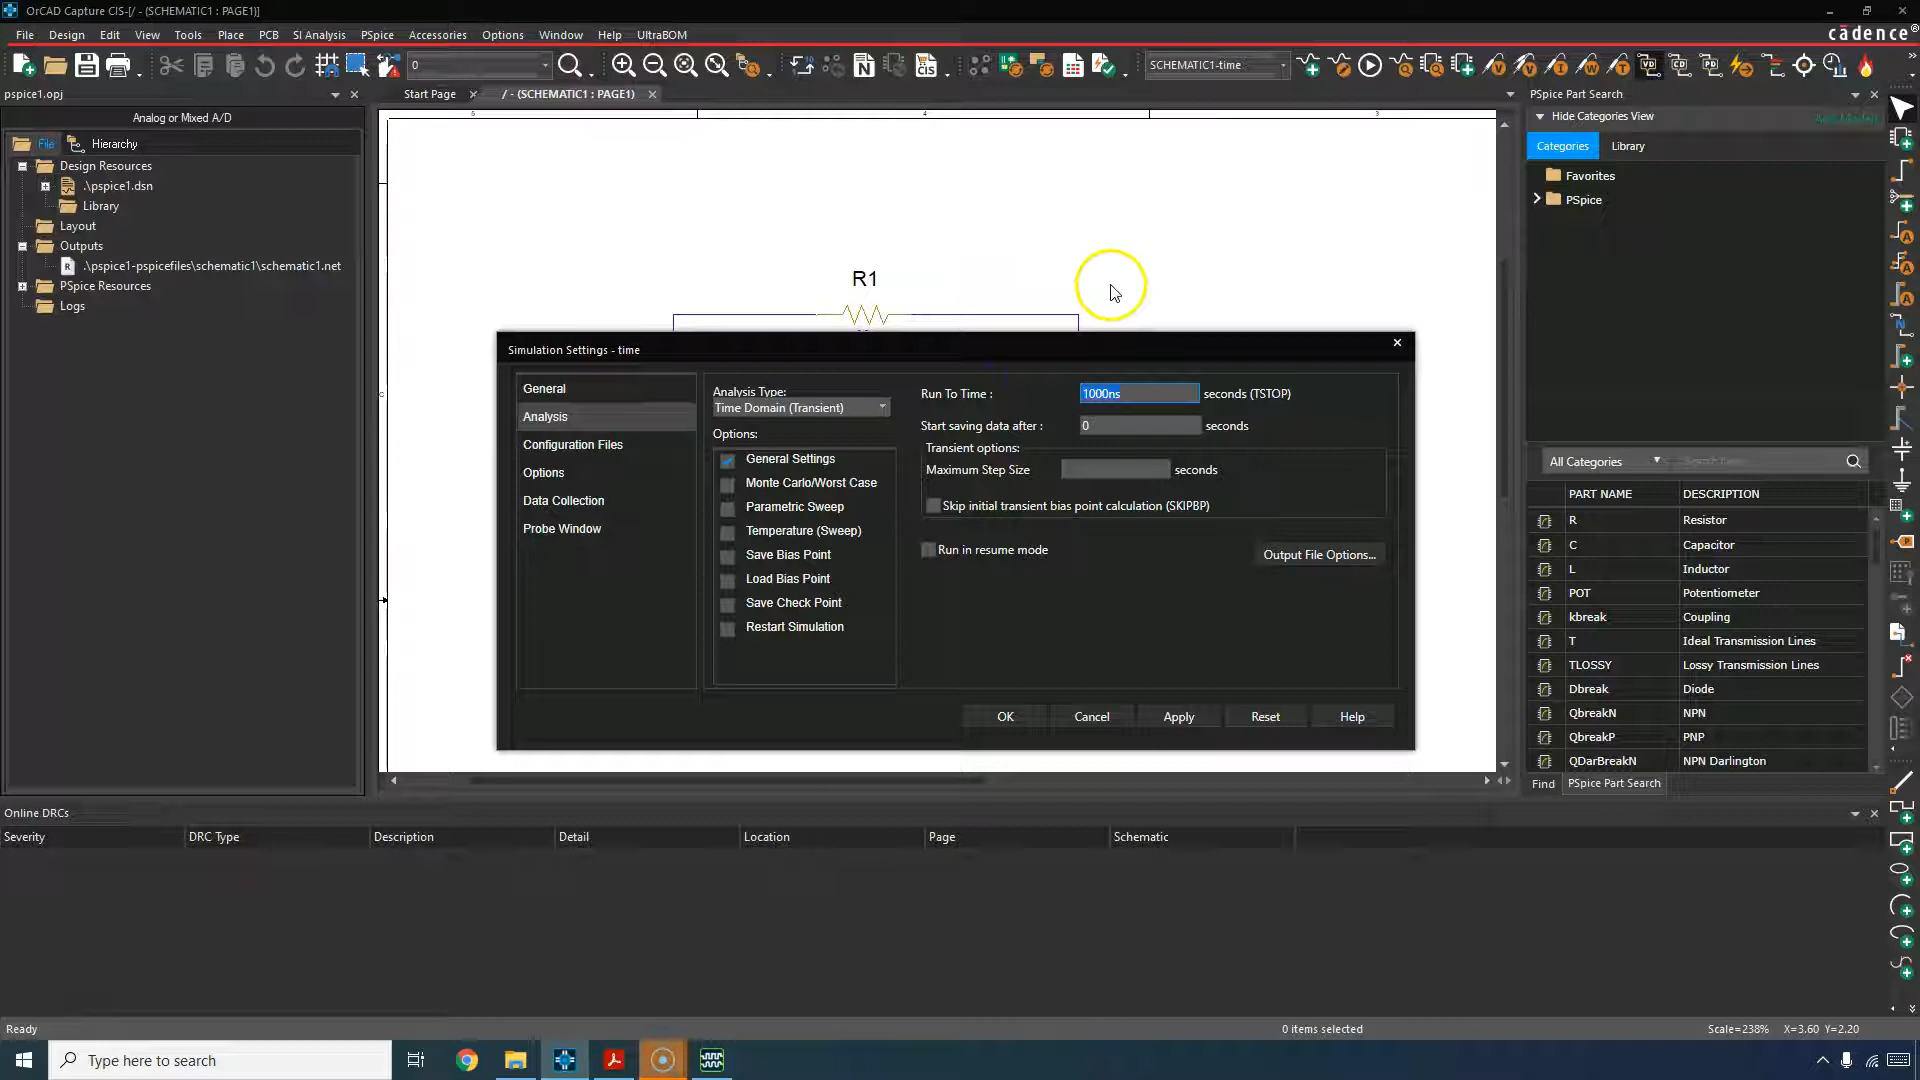 OrCAD Capture CIS-[/ - (SCHEMATIC1 : PAGE1)]
File Design Edit View Tools Place PCB SI Analysis PSpice Accessories Options Window Help UltraBOM
cadence®
0
SCHEMATIC1-time
pspice1.opj
Start Page
/ - (SCHEMATIC1 : PAGE1)
PSpice Part Search
Analog or Mixed A/D
File
Hierarchy
Design Resources
.\pspice1.dsn
Library
Layout
Outputs
.\pspice1-pspicefiles\schematic1\schematic1.net
PSpice Resources
Logs
5
4
3
C
R1
Simulation Settings - time
General
Analysis
Configuration Files
Options
Data Collection
Probe Window
Analysis Type:
Time Domain (Transient)
Options:
General Settings
Monte Carlo/Worst Case
Parametric Sweep
Temperature (Sweep)
Save Bias Point
Load Bias Point
Save Check Point
Restart Simulation
Run To Time :
1000ns
seconds (TSTOP)
Start saving data after :
0
seconds
Transient options:
Maximum Step Size
seconds
Skip initial transient bias point calculation (SKIPBP)
Run in resume mode
Output File Options...
OK
Cancel
Apply
Reset
Help
Hide Categories View
Categories
Library
Favorites
PSpice
All Categories
PART NAME DESCRIPTION
R Resistor
C Capacitor
L Inductor
POT Potentiometer
kbreak Coupling
T Ideal Transmission Lines
TLOSSY Lossy Transmission Lines
Dbreak Diode
QbreakN NPN
QbreakP PNP
QDarBreakN NPN Darlington
Find
PSpice Part Search
Online DRCs
Severity DRC Type Description Detail Location Page Schematic
Ready
0 items selected
Scale=238% X=3.60 Y=2.20
Type here to search